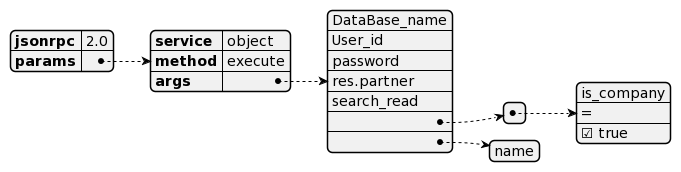 jsonrpc 2.0
params
service object
method execute
args
DataBase_name
User_id
password
res.partner
search_read
is_company
=
☑ true
name